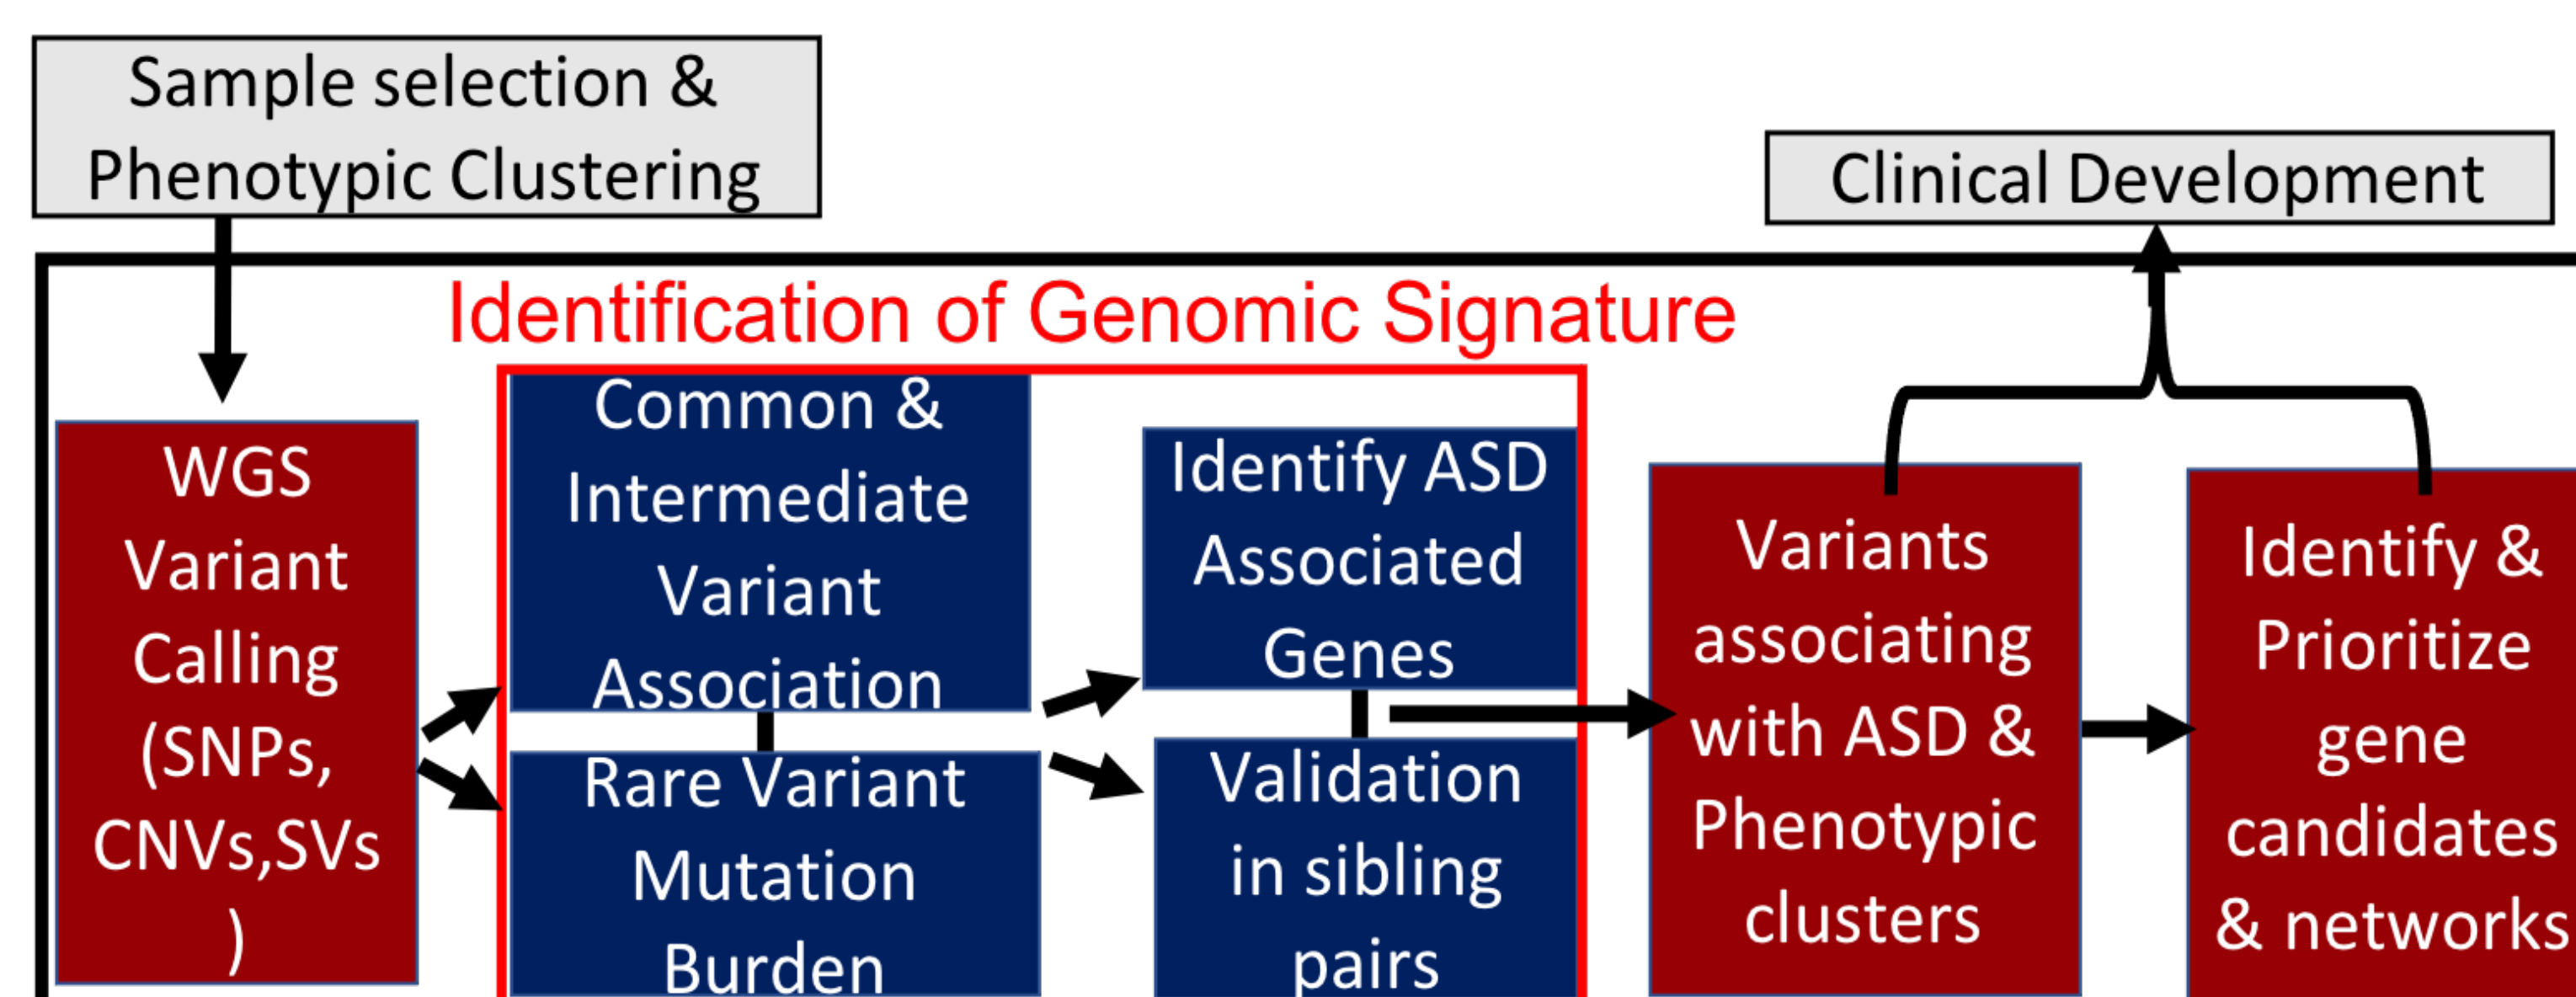 Sample selection &
Phenotypic Clustering
Clinical Development
Identification of Genomic Signature
WGS
Variant
Calling
(SNPs,
CNVs,SVs
)
Common &
Intermediate
Variant
Association
Rare Variant
Mutation
Burden
Identify ASD
Associated
Genes
Validation
in sibling
pairs
Variants
associating
with ASD &
Phenotypic
clusters
Identify &
Prioritize
gene
candidates
& networks